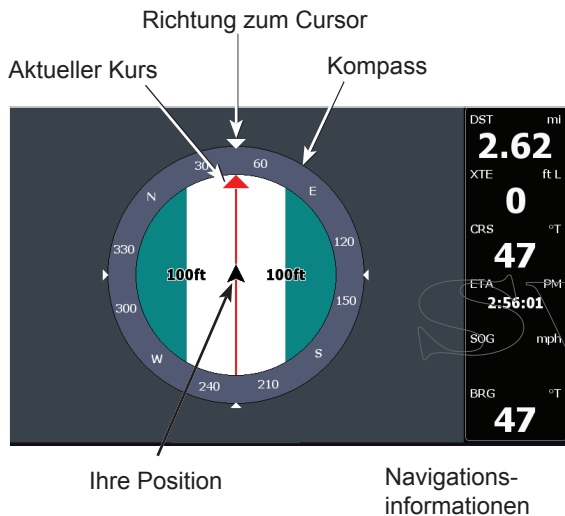 Richtung zum Cursor
Aktueller Kurs
Kompass
DST mi
2.62
XTE ft L
0
CRS °T
47
ETA PM
2:56:01
SOG mph
BRG °T
47
30
60
N
E
330
120
100ft
100ft
300
150
W
S
240
210
Ihre Position
Navigations-
informationen